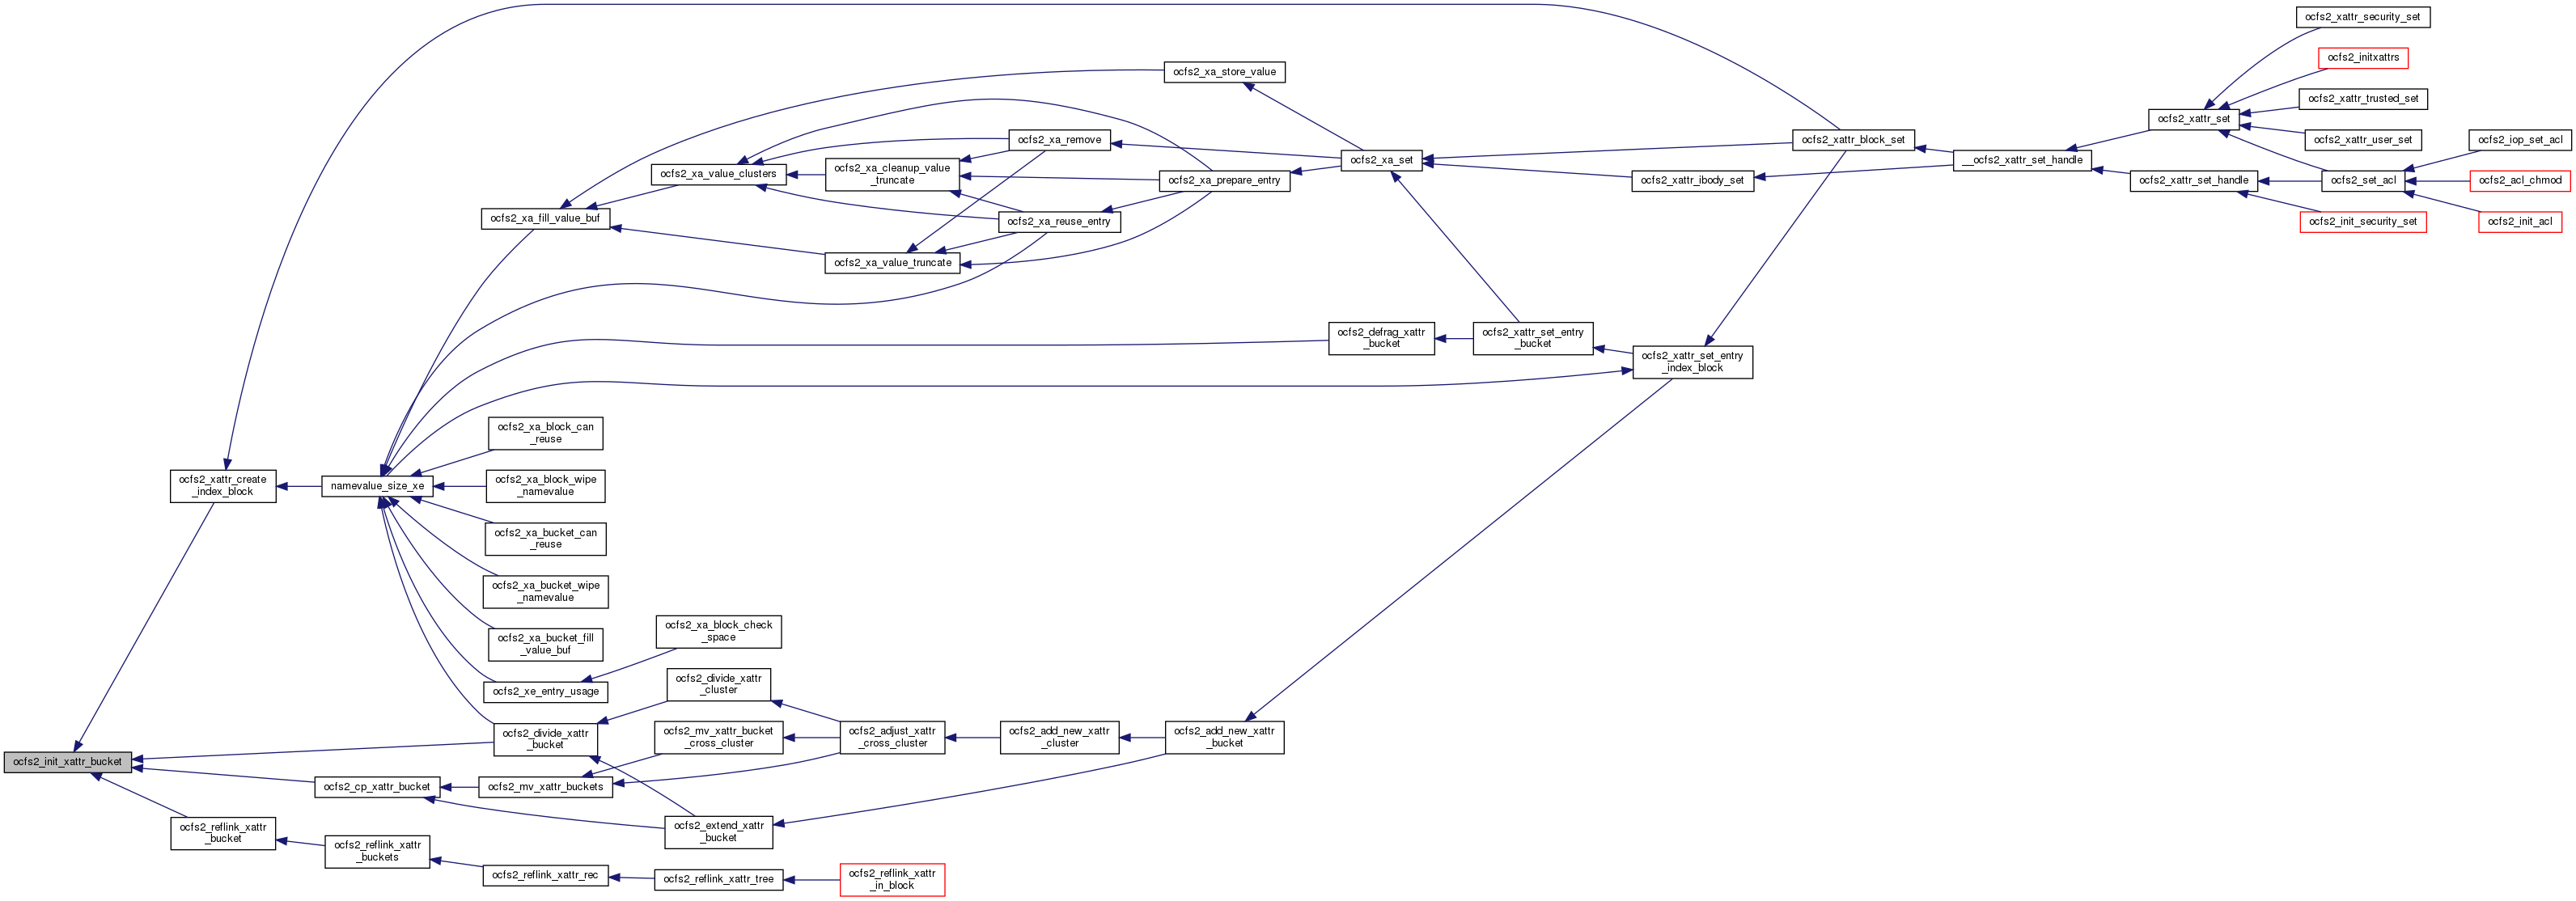 ocfs2_init_xattr_bucket
ocfs2_xattr_create
_index_block
namevalue_size_xe
ocfs2_cp_xattr_bucket
ocfs2_reflink_xattr
_bucket
ocfs2_reflink_xattr
_buckets
ocfs2_xa_fill_value_buf
ocfs2_xa_block_can
_reuse
ocfs2_xa_block_wipe
_namevalue
ocfs2_xa_bucket_can
_reuse
ocfs2_xa_bucket_wipe
_namevalue
ocfs2_xa_bucket_fill
_value_buf
ocfs2_xe_entry_usage
ocfs2_divide_xattr
_bucket
ocfs2_mv_xattr_buckets
ocfs2_reflink_xattr_rec
ocfs2_xa_value_clusters
ocfs2_xa_block_check
_space
ocfs2_divide_xattr
_cluster
ocfs2_mv_xattr_bucket
_cross_cluster
ocfs2_extend_xattr
_bucket
ocfs2_reflink_xattr_tree
ocfs2_xa_cleanup_value
_truncate
ocfs2_xa_value_truncate
ocfs2_adjust_xattr
_cross_cluster
ocfs2_reflink_xattr
_in_block
ocfs2_xa_remove
ocfs2_xa_reuse_entry
ocfs2_add_new_xattr
_cluster
ocfs2_xa_store_value
ocfs2_xa_prepare_entry
ocfs2_add_new_xattr
_bucket
ocfs2_xa_set
ocfs2_defrag_xattr
_bucket
ocfs2_xattr_set_entry
_bucket
ocfs2_xattr_ibody_set
ocfs2_xattr_set_entry
_index_block
ocfs2_xattr_block_set
__ocfs2_xattr_set_handle
ocfs2_xattr_set
ocfs2_xattr_set_handle
ocfs2_xattr_security_set
ocfs2_initxattrs
ocfs2_xattr_trusted_set
ocfs2_xattr_user_set
ocfs2_set_acl
ocfs2_init_security_set
ocfs2_iop_set_acl
ocfs2_acl_chmod
ocfs2_init_acl